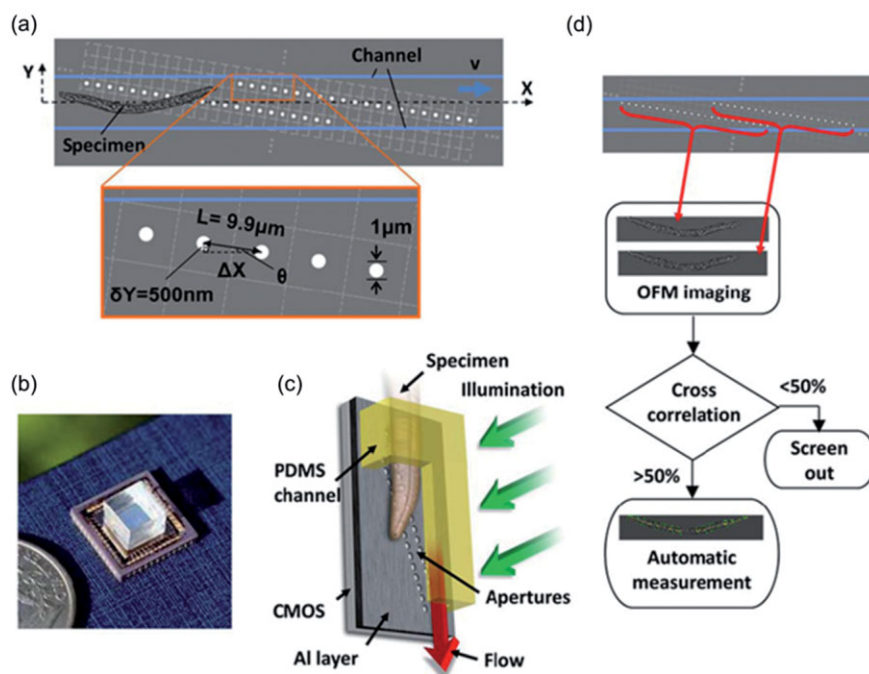 (a)
Channel
v
Y
X
Specimen
L= 9.9μm
1μm
ΔX
θ
δY=500nm
(b)
(c)
Specimen
Illumination
PDMS
channel
CMOS
Apertures
Al layer
Flow
(d)
OFM imaging
Cross
correlation
<50%
Screen
out
>50%
Automatic
measurement